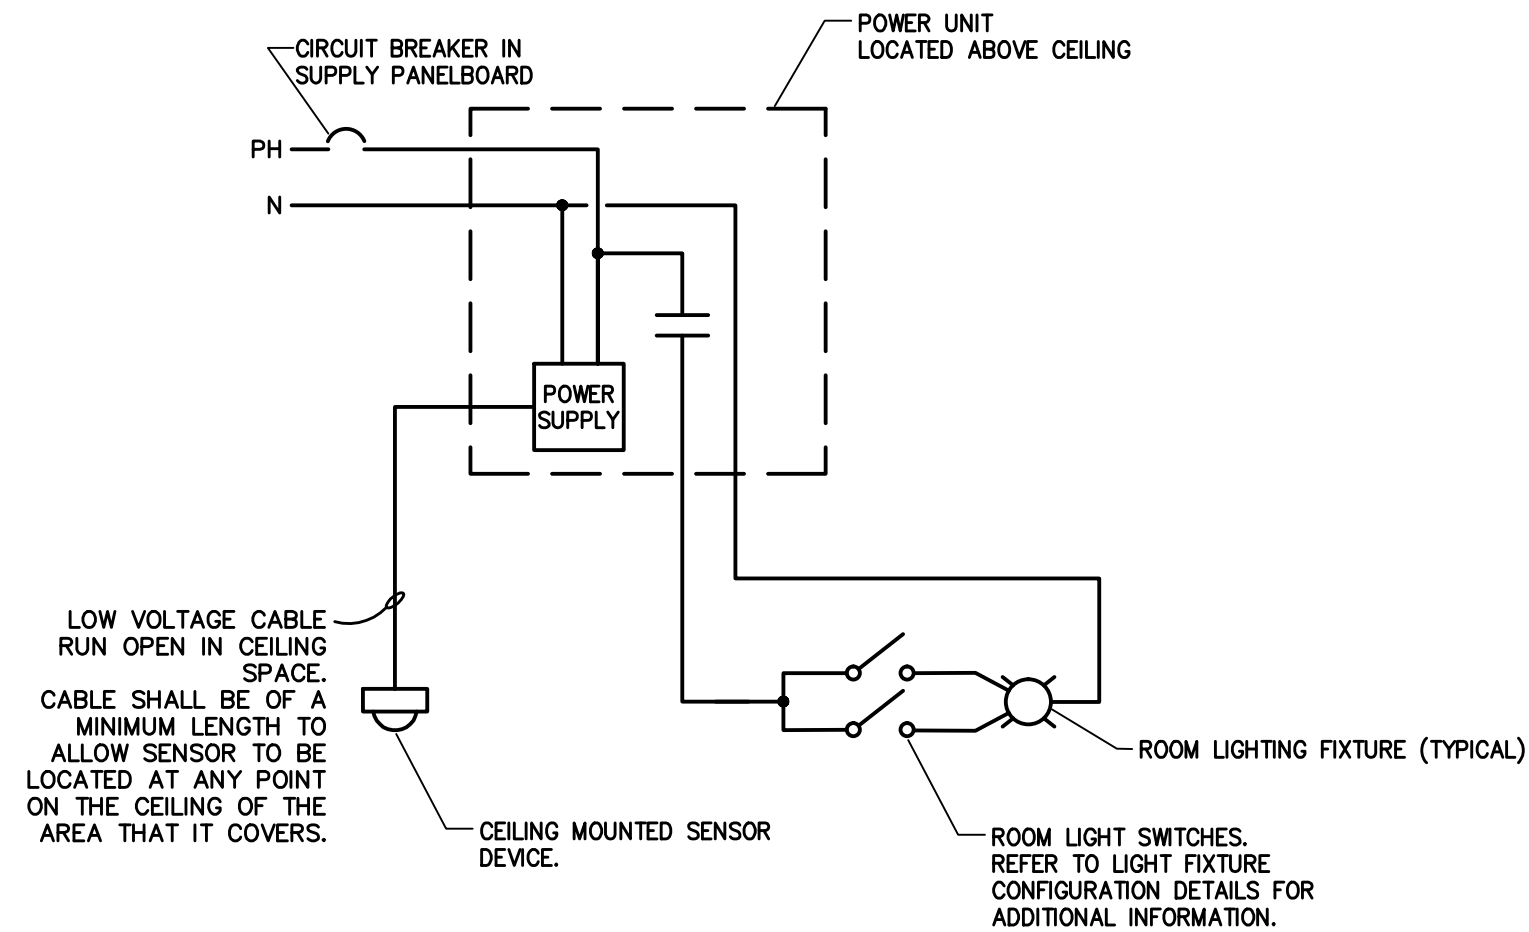 POWER UNIT
LOCATED ABOVE CEILING
CIRCUIT BREAKER IN
SUPPLY PANELBOARD
PH
N
POWER
SUPPLY
LOW VOLTAGE CABLE
RUN OPEN IN CEILING
SPACE.
CABLE SHALL BE OF A
MINIMUM LENGTH TO
ALLOW SENSOR TO BE
LOCATED AT ANY POINT
ON THE CEILING OF THE
AREA THAT IT COVERS.
CEILING MOUNTED SENSOR
DEVICE.
ROOM LIGHTING FIXTURE (TYPICAL)
ROOM LIGHT SWITCHES.
REFER TO LIGHT FIXTURE
CONFIGURATION DETAILS FOR
ADDITIONAL INFORMATION.